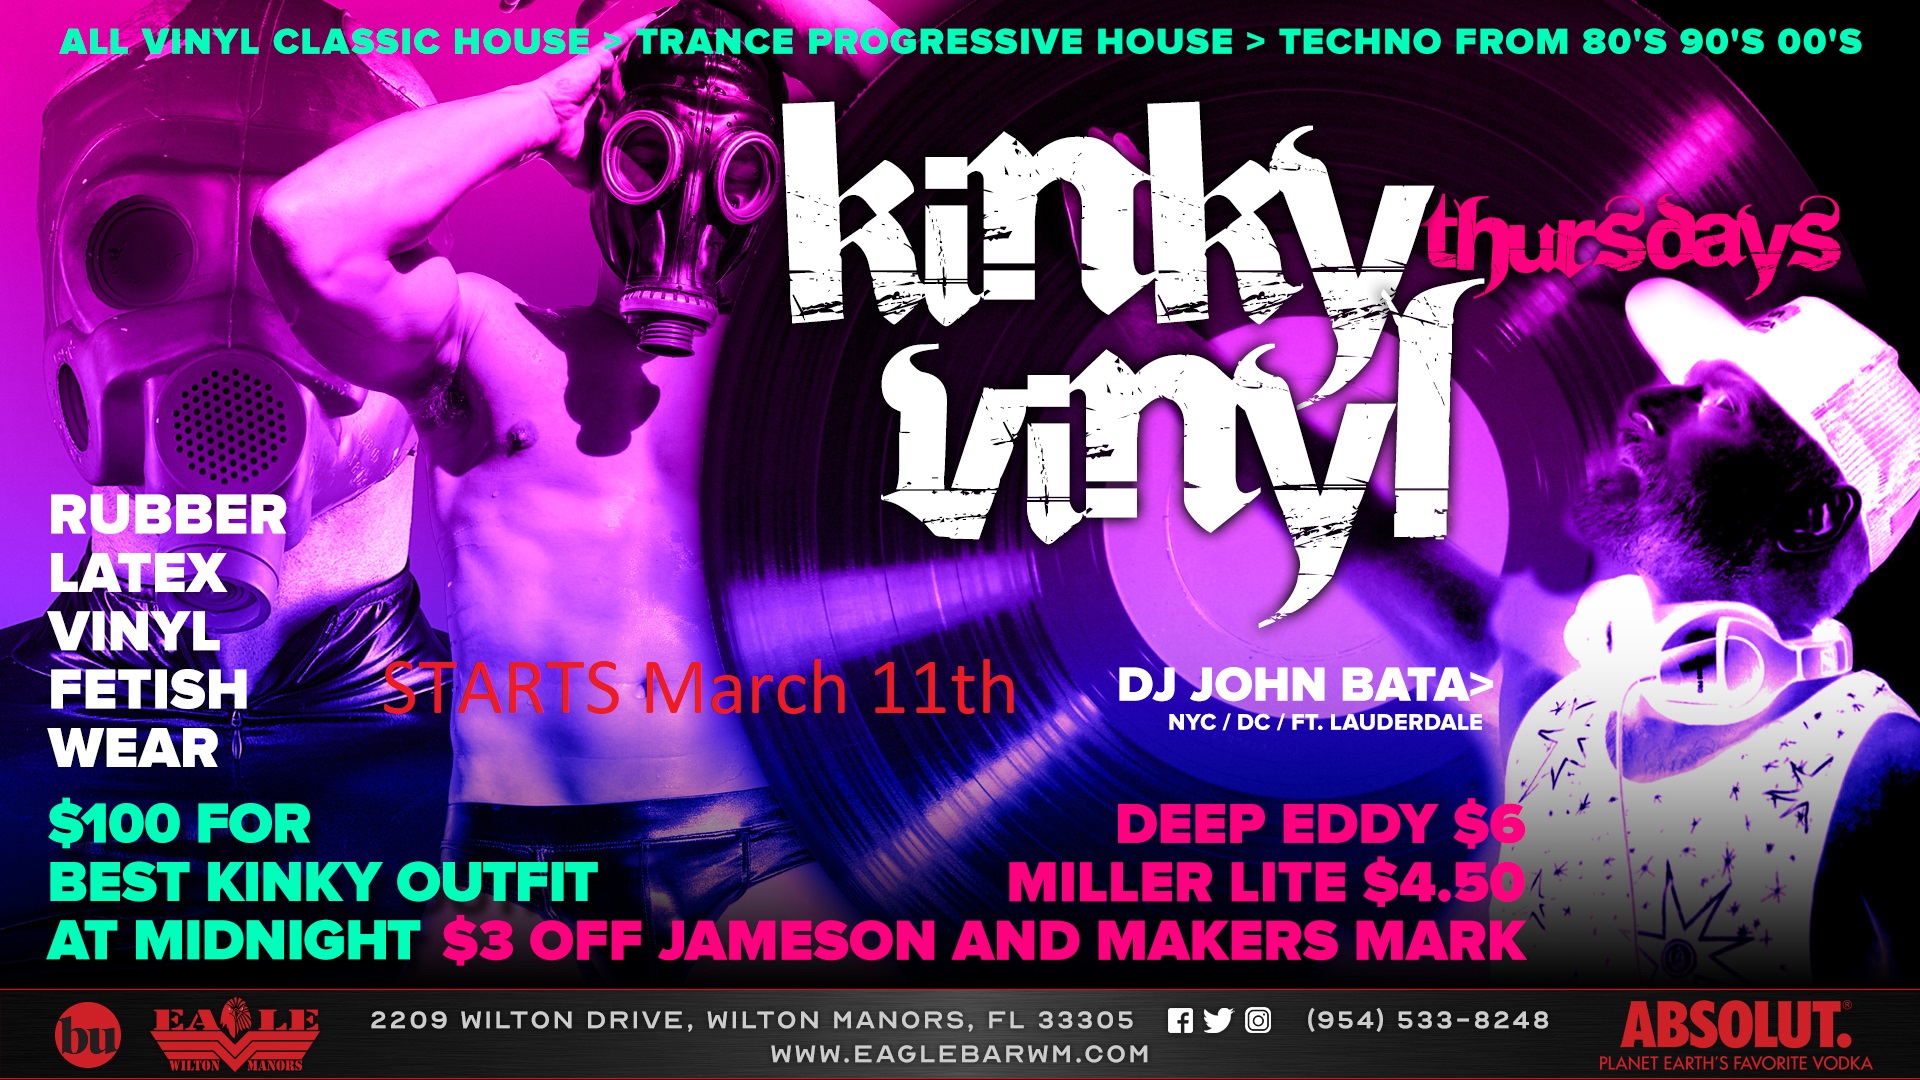 ALL VINYL CLASSIC HOUSE > TRANCE PROGRESSIVE HOUSE > TECHNO FROM 80'S 90'S 00'S
kinky
thursdays
vinyl
RUBBER
LATEX
VINYL
FETISH
WEAR
STARTS March 11th
DJ JOHN BATA>
NYC / DC / FT. LAUDERDALE
$100 FOR
BEST KINKY OUTFIT
AT MIDNIGHT
DEEP EDDY $6
MILLER LITE $4.50
$3 OFF JAMESON AND MAKERS MARK
bu
EAGLE
WILTON MANORS
2209 WILTON DRIVE, WILTON MANORS, FL 33305
(954) 533-8248
WWW.EAGLEBARWM.COM
ABSOLUT.®
PLANET EARTH'S FAVORITE VODKA